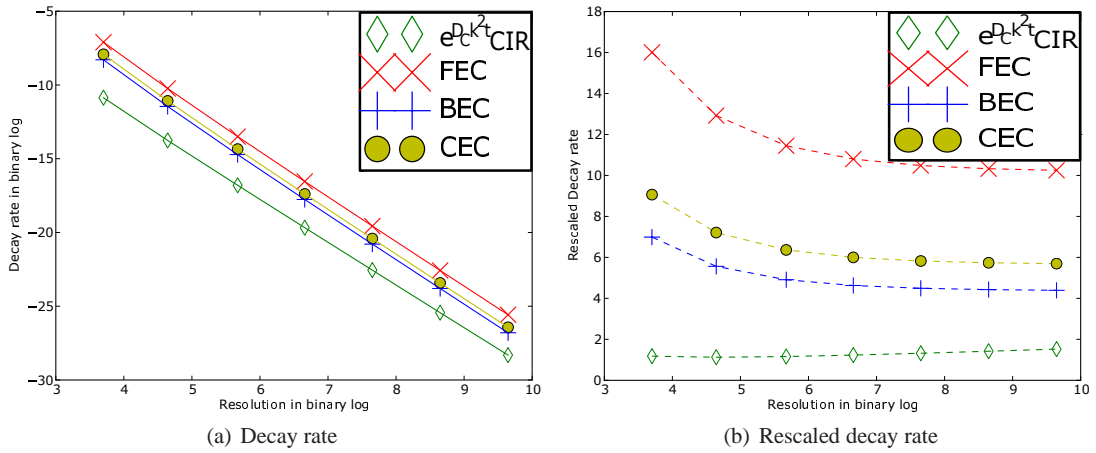 −5
−10
−15
−20
−25
−30
3 4 5 6 7 8 9 10
Decay rate in binary log
Resolution in binary log
e^{D_C k^2 t} CIR
FEC
BEC
CEC
(a) Decay rate
18
16
14
12
10
8
6
4
2
0
3 4 5 6 7 8 9 10
Rescaled Decay rate
Resolution in binary log
e^{D_C k^2 t} CIR
FEC
BEC
CEC
(b) Rescaled decay rate